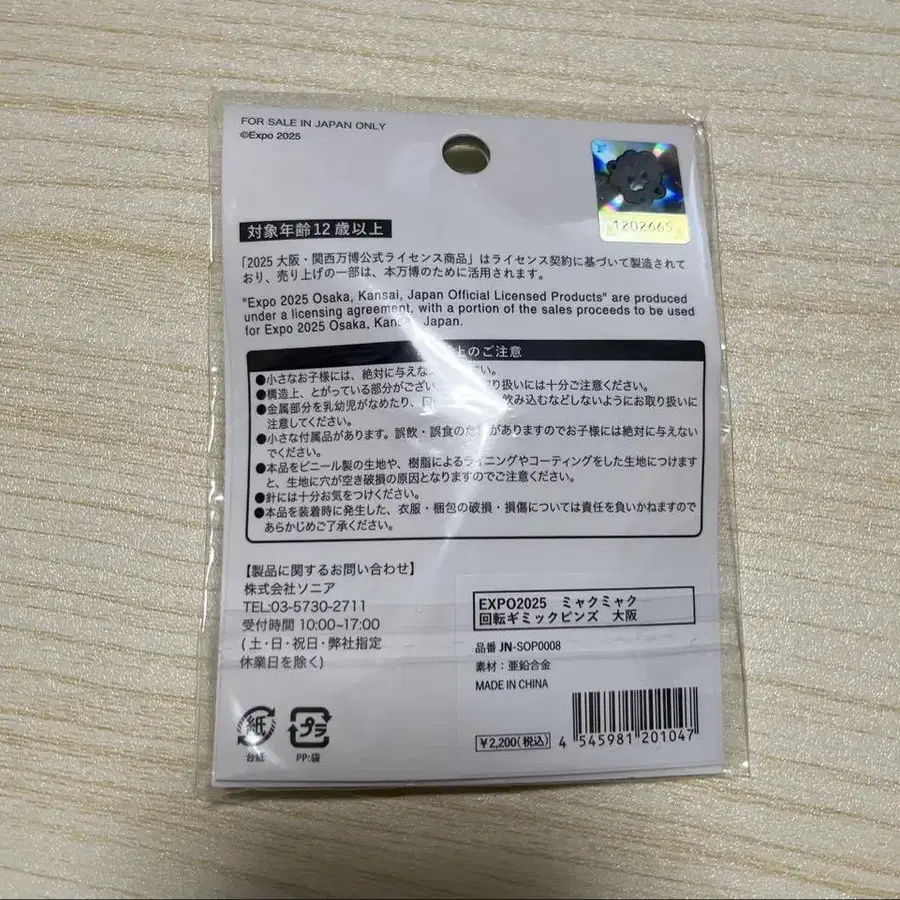 FOR SALE IN JAPAN ONLY
©Expo 2025
1202665
対象年齢12歳以上
「2025 大阪・関西万博公式ライセンス商品」はライセンス契約に基づいて製造されて
おり、売り上げの一部は、本万博のために活用されます。
"Expo 2025 Osaka, Kansai, Japan Official Licensed Products" are produced
under a licensing agreement, with a portion of the sales proceeds to be used
for Expo 2025 Osaka, Kansai, Japan.
上のご注意
●小さなお子様には、絶対に与えな
●構造上、とがっている部分がござい 取り扱いには十分ご注意ください。
●金属部分を乳幼児がなめたり、 飲み込むなどしないようにお取り扱いに
注意してください。
●小さな付属品があります。誤飲・誤食の危 がありますのでお子様には絶対に与えない
でください。
●本品をビニール製の生地や、樹脂によるライニングやコーティングをした生地につけます
と、生地に穴が空き破損の原因となりますのでご注意ください。
●針には十分お気をつけください。
●本品を装着時に発生した、衣服・梱包の破損・損傷については責任を負いかねますので
あらかじめご了承ください。
【製品に関するお問い合わせ】
株式会社ソニア
TEL:03-5730-2711
受付時間 10:00~17:00
(土・日・祝日・弊社指定
休業日を除く)
紙
台紙
プラ
PP:袋
EXPO2025 ミャクミャク
回転ギミックピンズ 大阪
品番 JN-SOP0008
素材：亜鉛合金
MADE IN CHINA
¥2,200(税込)
4 545981 201047